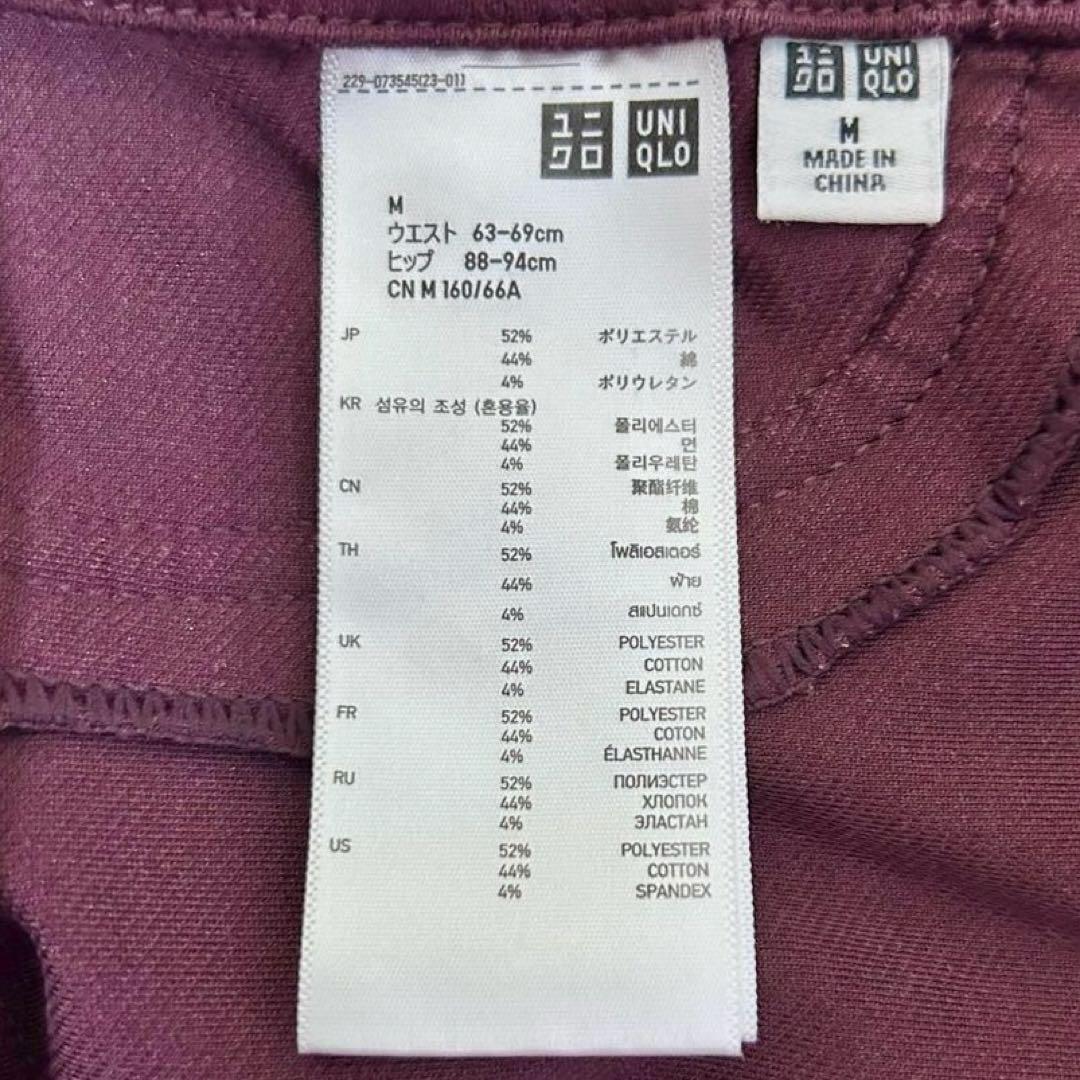 229-073545(23-01)
ユニ UNI
クロ QLO
M
ウエスト 63-69cm
ヒップ 88-94cm
CN M 160/66A
JP 52% ポリエステル
44% 綿
4% ポリウレタン
KR 섬유의 조성 (혼용율)
52% 폴리에스터
44% 면
4% 폴리우레탄
CN 52% 聚酯纤维
44% 棉
4% 氨纶
TH 52% โพลิเอสเตอร์
44% ฝ้าย
4% สแปนเดกซ์
UK 52% POLYESTER
44% COTTON
4% ELASTANE
FR 52% POLYESTER
44% COTON
4% ÉLASTHANNE
RU 52% ПОЛИЭСТЕР
44% ХЛОПОК
4% ЭЛАСТАН
US 52% POLYESTER
44% COTTON
4% SPANDEX
ユニ UNI
クロ QLO
M
MADE IN
CHINA